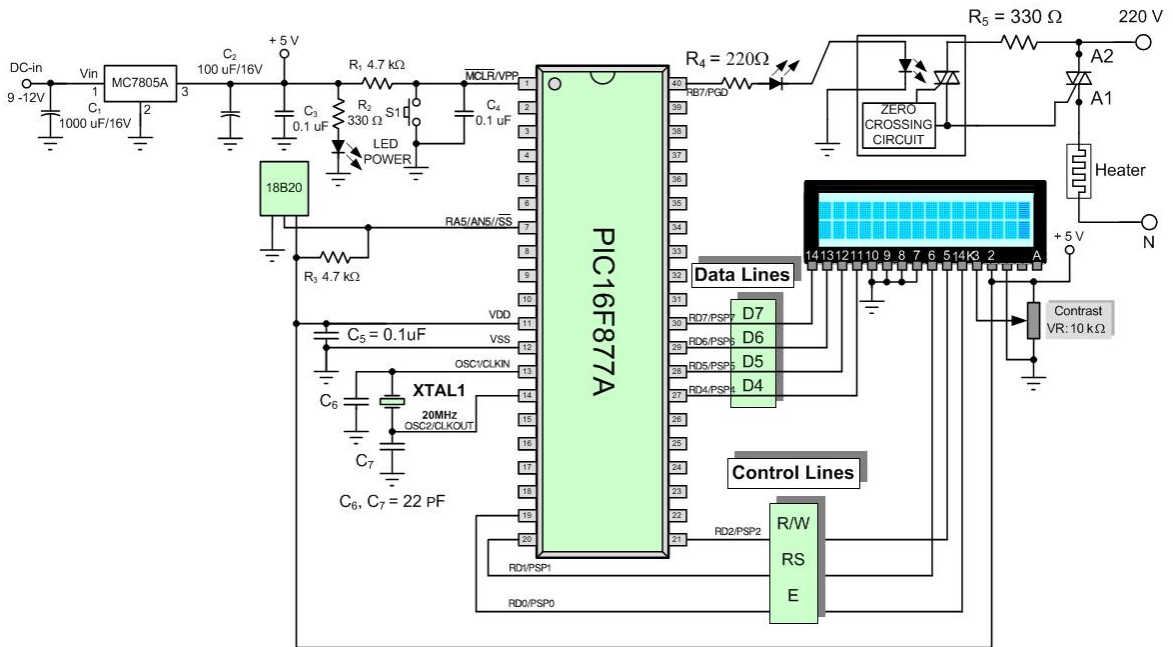 R₅ = 330 Ω
220 V
+ 5 V
C₂
100 uF/16V
R₁ 4.7 kΩ
DC-in
9 -12V
Vin
1
MC7805A
3
2
C₁
1000 uF/16V
C₃
0.1 uF
R₂
330 Ω
LED
POWER
S1
C₄
0.1 uF
MCLR/VPP
R₄ = 220Ω
RB7/PGD
ZERO
CROSSING
CIRCUIT
A2
A1
Heater
N
18B20
RA5/AN5//SS
R₃ 4.7 kΩ
VDD
C₅ = 0.1uF
VSS
OSC1/CLKIN
C₆
XTAL1
20MHz
OSC2/CLKOUT
C₇
C₆, C₇ = 22 PF
PIC16F877A
1
2
3
4
5
6
7
8
9
10
11
12
13
14
15
16
17
18
19
20
40
39
38
37
36
35
34
33
32
31
30
29
28
27
26
25
24
23
22
21
14 13 12 11 10 9 8 7 6 5 14 K3 2 A
+ 5 V
Contrast
VR: 10 kΩ
Data Lines
RD7/PSP7
D7
RD6/PSP6
D6
RD5/PSP5
D5
RD4/PSP4
D4
Control Lines
RD2/PSP2
R/W
RD1/PSP1
RS
RD0/PSP0
E